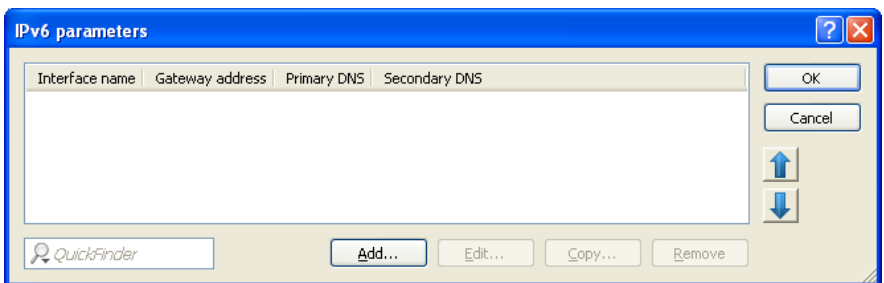 IPv6 parameters
Interface name Gateway address Primary DNS Secondary DNS
OK
Cancel
QuickFinder Add... Edit... Copy... Remove